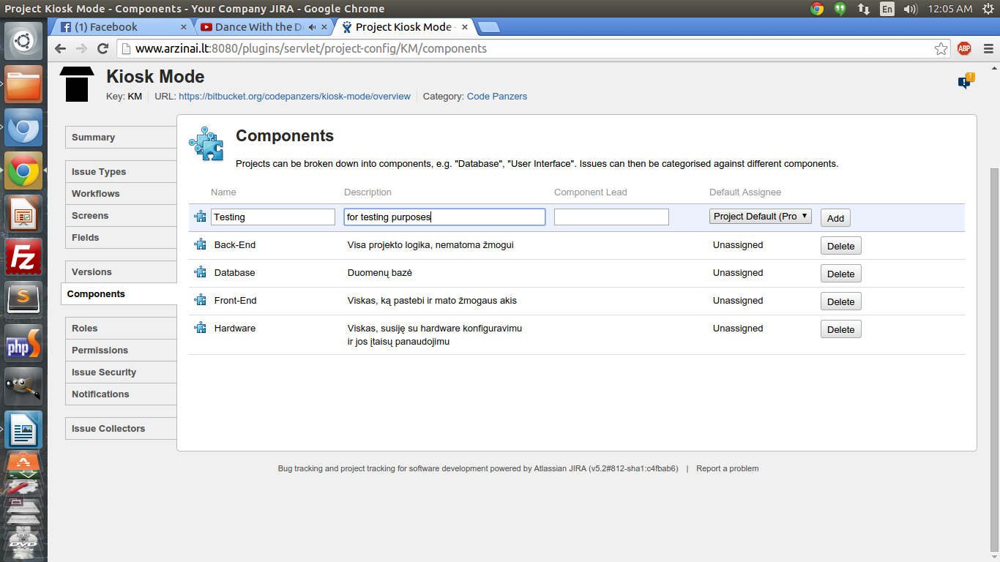 Project Kiosk Mode - Components - Your Company JIRA - Google Chrome
En
12:05 AM
(1) Facebook
Dance With the D
Project Kiosk Mode -
www.arzinai.lt:8080/plugins/servlet/project-config/KM/components
ABP
Kiosk Mode
1
Key: KM URL: https://bitbucket.org/codepanzers/kiosk-mode/overview Category: Code Panzers
Summary
Issue Types
Workflows
Screens
Fields
Versions
Components
Roles
Permissions
Issue Security
Notifications
Issue Collectors
Components
Projects can be broken down into components, e.g. "Database", "User Interface". Issues can then be categorised against different components.
Name Description Component Lead Default Assignee
Testing for testing purposes Project Default (Pro Add
Back-End Visa projekto logika, nematoma žmogui Unassigned Delete
Database Duomenų bazė Unassigned Delete
Front-End Viskas, ką pastebi ir mato žmogaus akis Unassigned Delete
Hardware Viskas, susiję su hardware konfiguravimu Unassigned Delete
ir jos įtaisų panaudojimu
Bug tracking and project tracking for software development powered by Atlassian JIRA (v5.2#812-sha1:c4fbab6) | Report a problem
Fz
S
php S
DVD